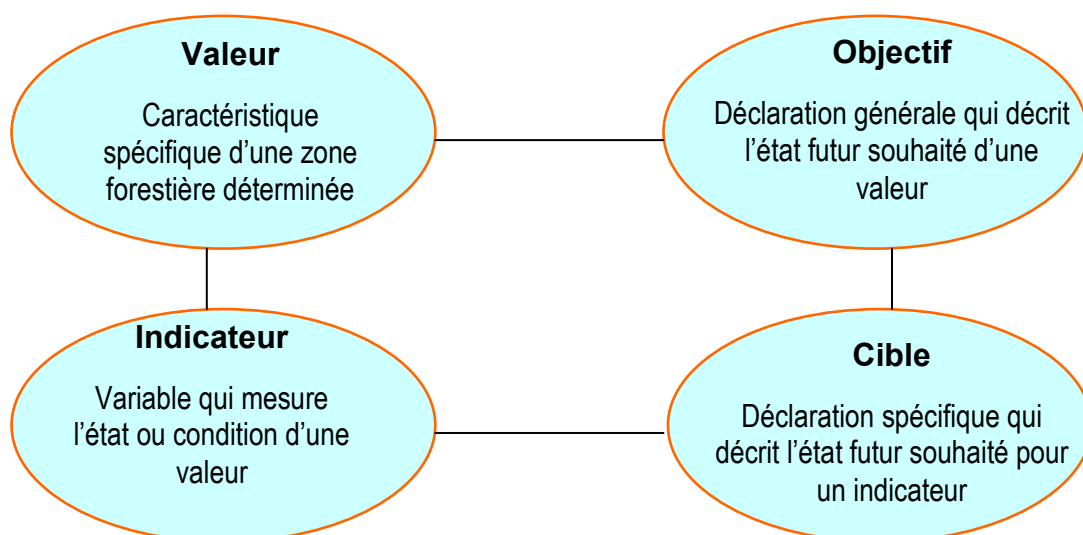 Valeur
Caractéristique
spécifique d’une zone
forestière déterminée
Objectif
Déclaration générale qui décrit
l’état futur souhaité d’une
valeur
Indicateur
Variable qui mesure
l’état ou condition d’une
valeur
Cible
Déclaration spécifique qui
décrit l’état futur souhaité pour
un indicateur